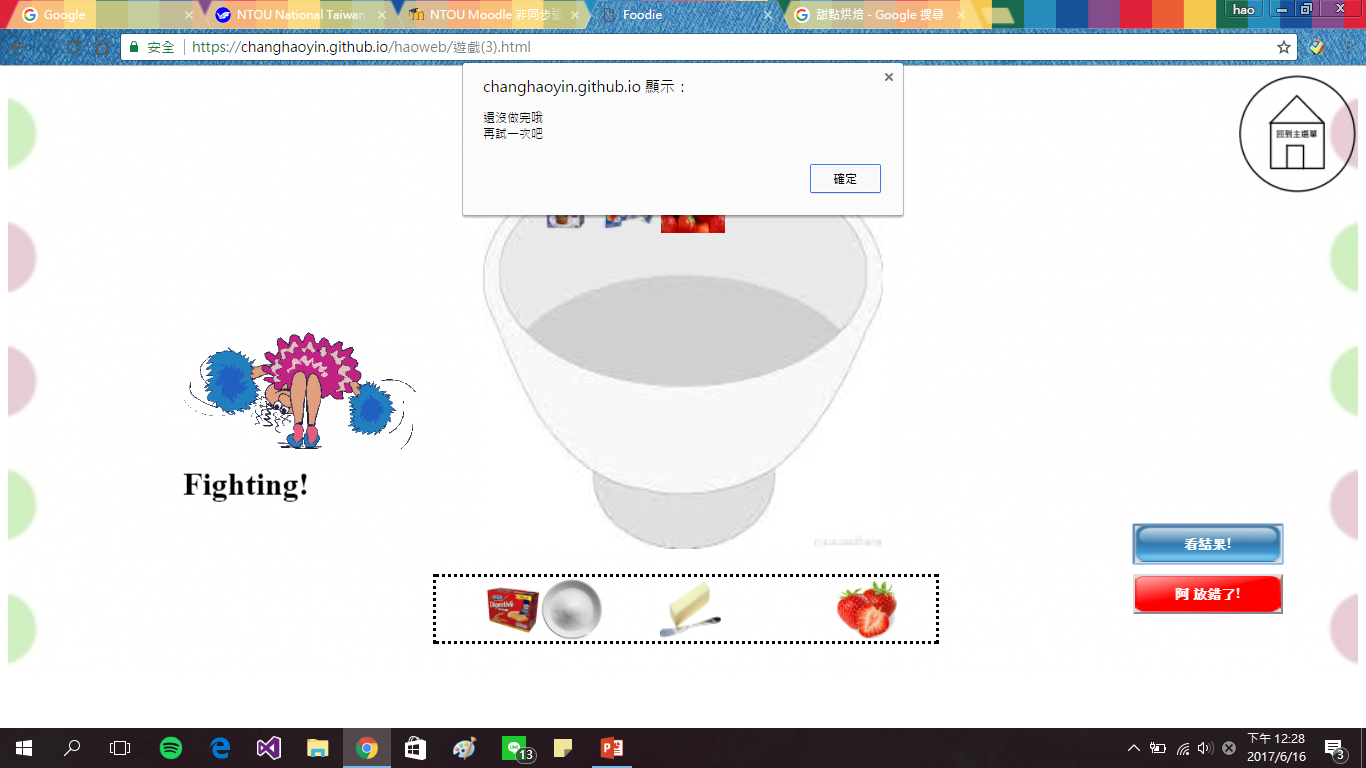 Google
NTOU National Taiwan
NTOU Moodle 非同步
Foodie
甜點烘焙 - Google 搜尋
hao
安全
https://changhaoyin.github.io/haoweb/遊戲(3).html
changhaoyin.github.io 顯示：
還沒做完哦
再試一次吧
確定
回到主選單
Fighting!
看結果!
阿 放錯了!
Digestive
13
下午 12:28
2017/6/16
3